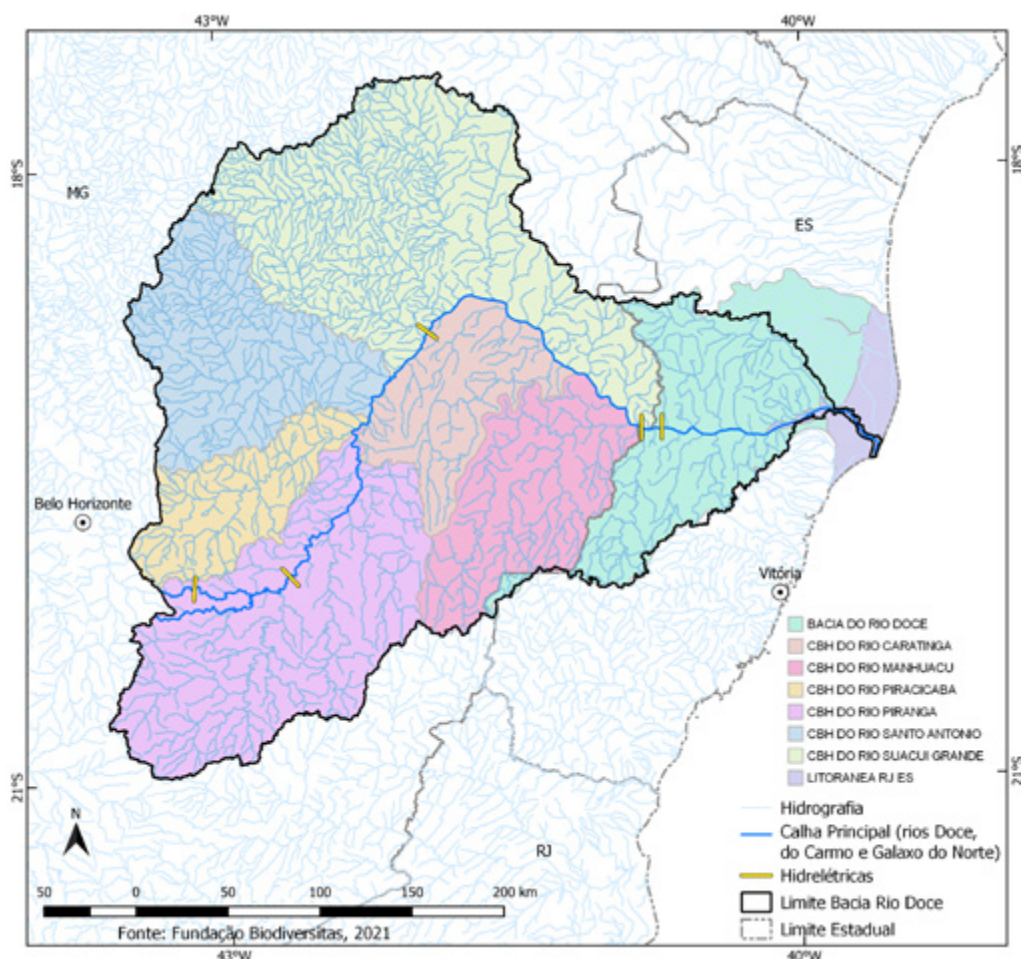 43°W
40°W
18°S
18°S
MG
ES
Belo Horizonte
Vitória
BACIA DO RIO DOCE
CBH DO RIO CARATINGA
CBH DO RIO MANHUACU
CBH DO RIO PIRACICABA
CBH DO RIO PIRANGA
CBH DO RIO SANTO ANTONIO
CBH DO RIO SUACUI GRANDE
LITORANEA RJ ES
21°S
21°S
Hidrografia
Calha Principal (rios Doce,
do Carmo e Galaxo do Norte)
Hidrelétricas
Limite Bacia Rio Doce
Limite Estadual
N
RJ
50 0 50 100 150 200 km
Fonte: Fundação Biodiversitas, 2021
43°W
40°W